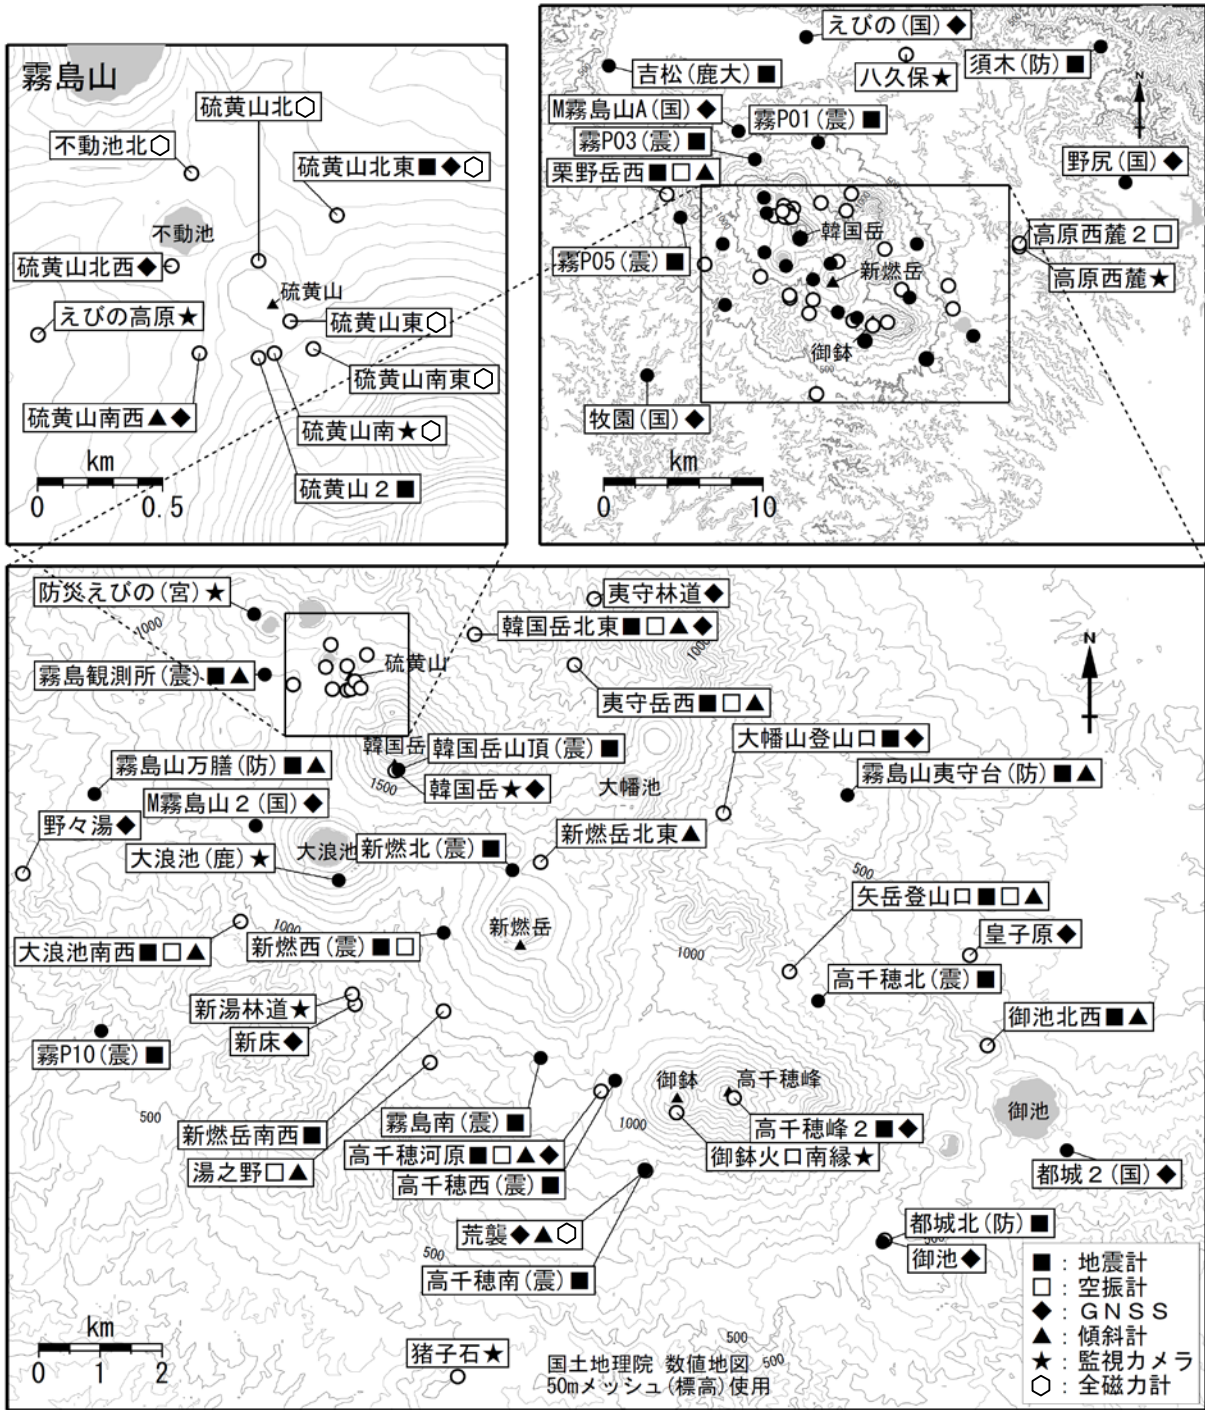 霧島山
硫黄山北⬡
不動池北⬡
硫黄山北東■◆⬡
不動池
硫黄山北西◆
硫黄山
えびの高原★
硫黄山東⬡
硫黄山南東⬡
硫黄山南西▲◆
硫黄山南★⬡
硫黄山2■
km
0 0.5
えびの(国)◆
吉松(鹿大)■
八久保★
須木(防)■
N
M霧島山A(国)◆
霧P01(震)■
霧P03(震)■
栗野岳西■□▲
野尻(国)◆
500
500
韓国岳
高原西麓2□
霧P05(震)■
新燃岳
高原西麓★
御鉢
500
牧園(国)◆
km
0 10
防災えびの(宮)★
1000
夷守林道◆
韓国岳北東■□▲◆
1000
N
霧島観測所(震)■▲
硫黄山
夷守岳西■□▲
大幡山登山口■◆
韓国岳
韓国岳山頂(震)■
霧島山万膳(防)■▲
1500
韓国岳★◆
大幡池
霧島山夷守台(防)■▲
M霧島山2(国)◆
野々湯◆
大浪池
新燃北(震)■
新燃岳北東▲
大浪池(鹿)★
500
矢岳登山口■□▲
1000
新燃岳
大浪池南西■□▲
新燃西(震)■□
皇子原◆
1000
高千穂北(震)■
新湯林道★
新床◆
御池北西■▲
霧P10(震)■
御鉢
高千穂峰
御池
500
霧島南(震)■
1000
新燃岳南西■
高千穂峰2■◆
高千穂河原■□▲◆
御鉢火口南縁★
湯之野□▲
高千穂西(震)■
都城2(国)◆
荒襲◆▲⬡
都城北(防)■
500
御池◆
高千穂南(震)■
■：地震計
□：空振計
◆：GNSS
▲：傾斜計
★：監視カメラ
⬡：全磁力計
km
0 1 2
猪子石★
500
500
国土地理院 数値地図
50mメッシュ(標高)使用